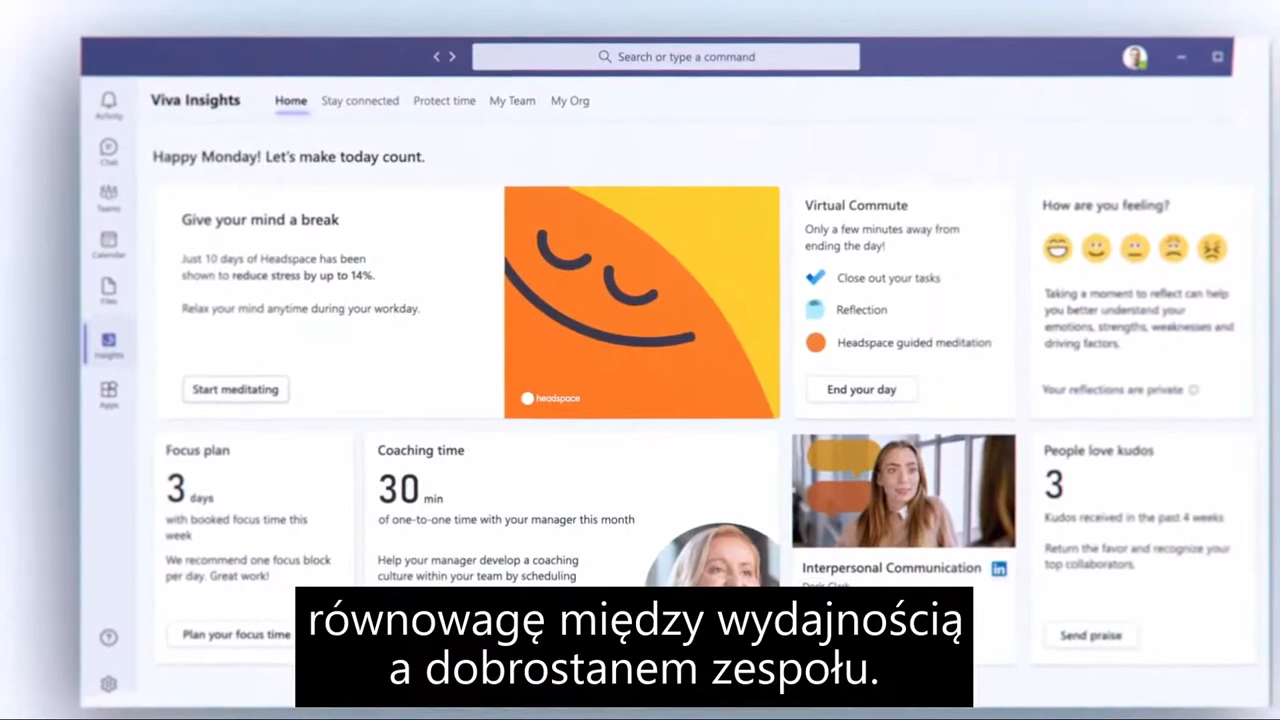 Search or type a command
Activity
Chat
Teams
Calendar
Files
Insights
Apps
Viva Insights
Home
Stay connected
Protect time
My Team
My Org
Happy Monday! Let's make today count.
Give your mind a break
Just 10 days of Headspace has been
shown to reduce stress by up to 14%.
Relax your mind anytime during your workday.
Start meditating
headspace
Virtual Commute
Only a few minutes away from
ending the day!
Close out your tasks
Reflection
Headspace guided meditation
End your day
How are you feeling?
Taking a moment to reflect can help
you better understand your
emotions, strengths, weaknesses and
driving factors.
Your reflections are private
Focus plan
3 days
with booked focus time this
week
We recommend one focus block
per day. Great work!
Plan your focus time
Coaching time
30 min
of one-to-one time with your manager this month
Help your manager develop a coaching
culture within your team by scheduling
Interpersonal Communication
in
People love kudos
3
Kudos received in the past 4 weeks
Return the favor and recognize your
top collaborators.
Send praise
równowagę między wydajnością
a dobrostanem zespołu.